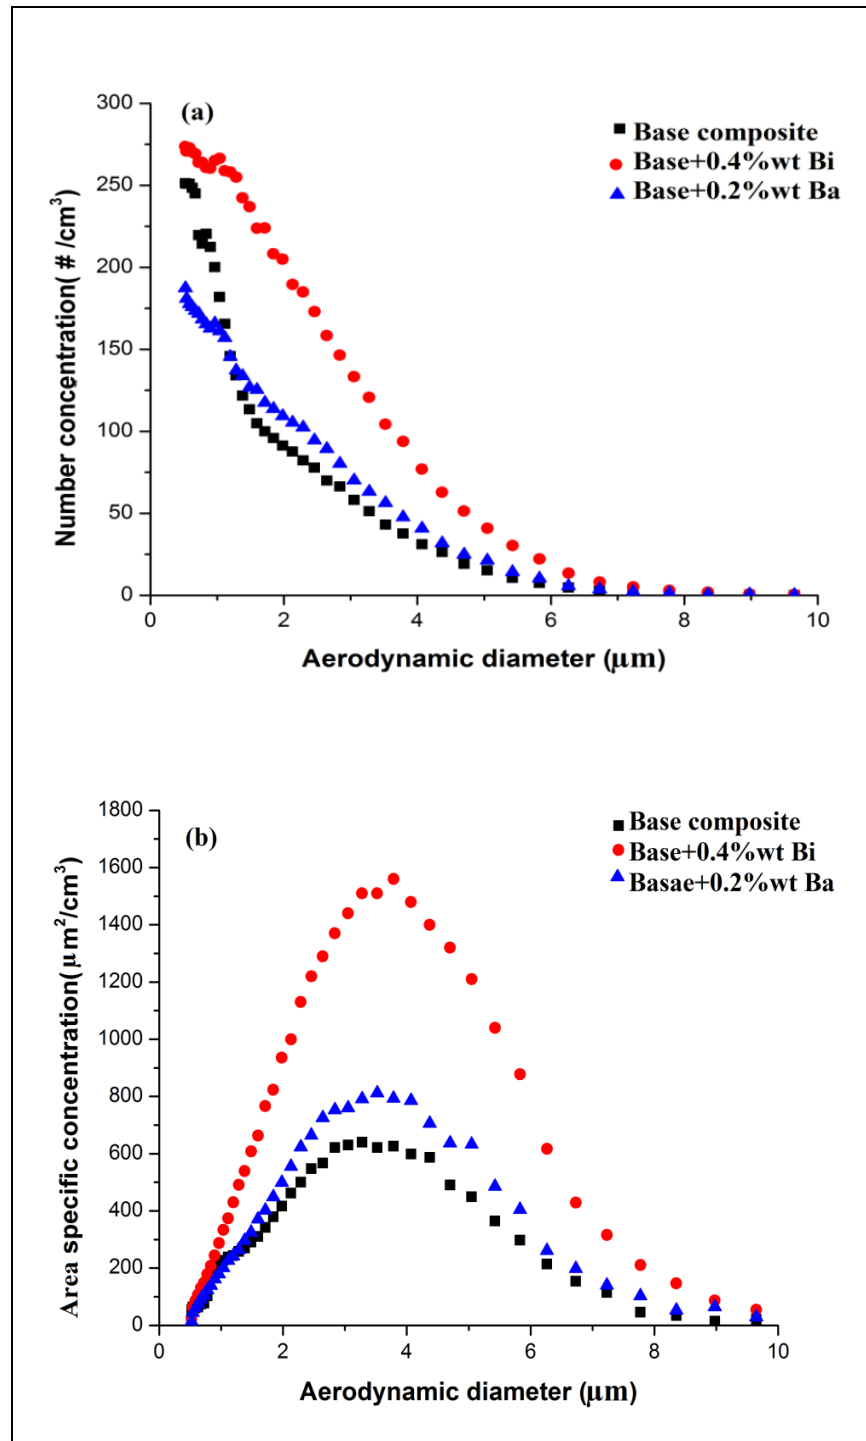 (a)
Base composite
Base+0.4%wt Bi
Base+0.2%wt Ba
300
250
200
150
100
50
0
Number concentration( # /cm³)
0 2 4 6 8 10
Aerodynamic diameter (µm)
(b)
Base composite
Base+0.4%wt Bi
Basae+0.2%wt Ba
1800
1600
1400
1200
1000
800
600
400
200
0
Area specific concentration(µm²/cm³)
0 2 4 6 8 10
Aerodynamic diameter (µm)